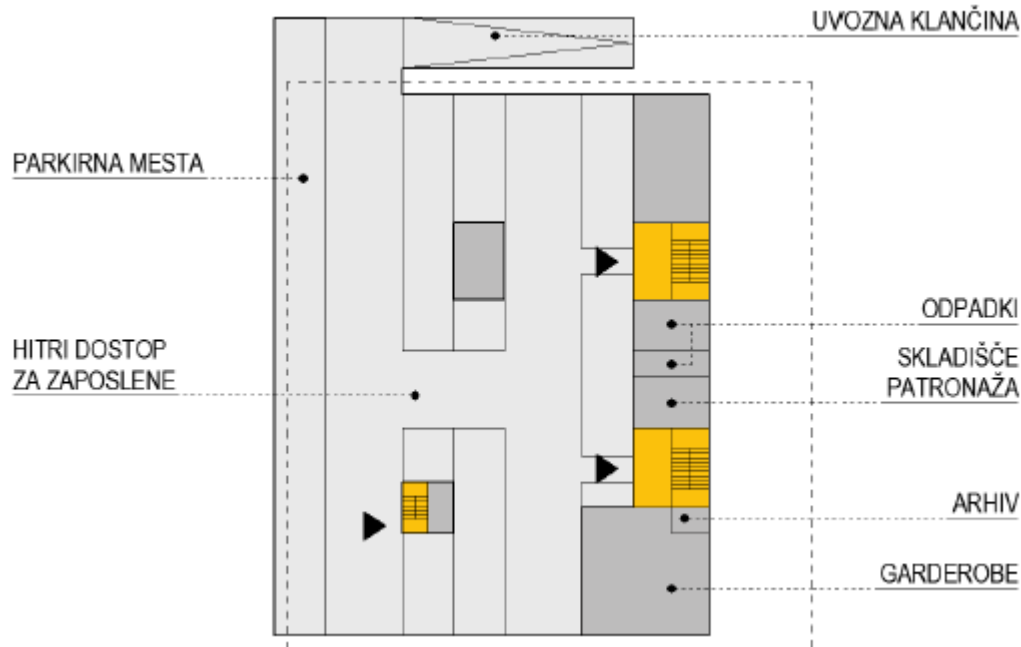 UVOZNA KLANČINA
PARKIRNA MESTA
ODPADKI
HITRI DOSTOP
ZA ZAPOSLENE
SKLADIŠČE
PATRONAŽA
ARHIV
GARDEROBE